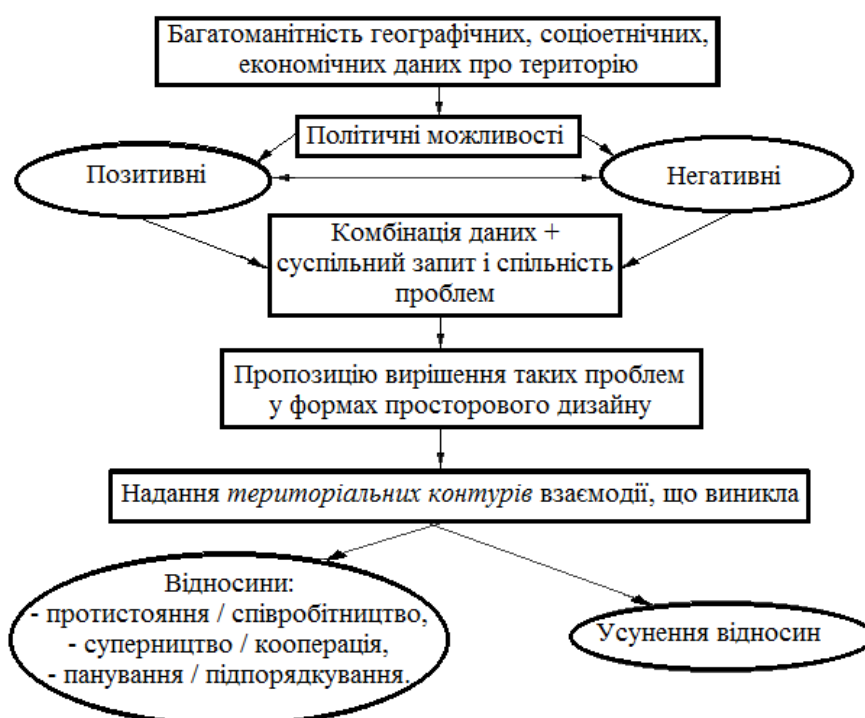 Багатоманітність географічних, соціоетнічних,
економічних даних про територію
Політичні можливості
Позитивні
Негативні
Комбінація даних +
суспільний запит і спільність
проблем
Пропозицію вирішення таких проблем
у формах просторового дизайну
Надання територіальних контурів взаємодії, що виникла
Відносини:
- протистояння / співробітництво,
- суперництво / кооперація,
- панування / підпорядкування.
Усунення відносин